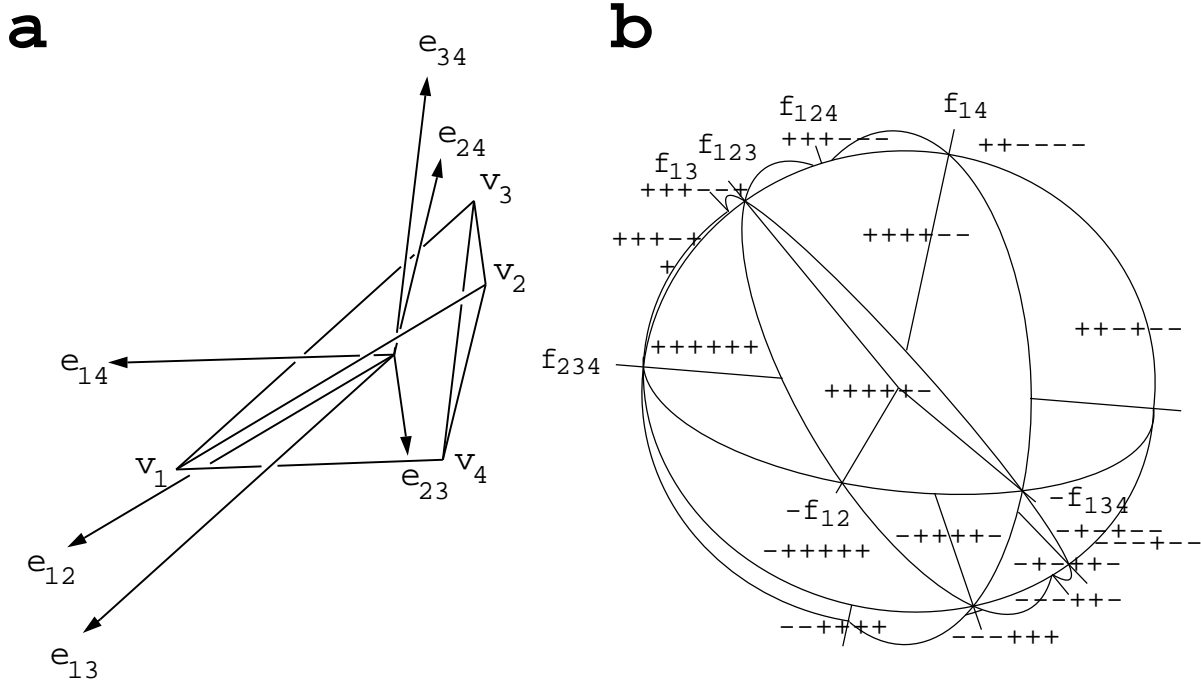 a
e34
e24
v3
v2
e14
v1
v4
e23
e12
e13
b
f124
f14
+++---
++----
f123
f13
+++--+
++++--
+++-+
+
++-+--
f234
++++++
+++++-
-f12
-f134
-++++-
-+-+--
---+--
-+++++
-+-++-
---++-
--++++
---+++